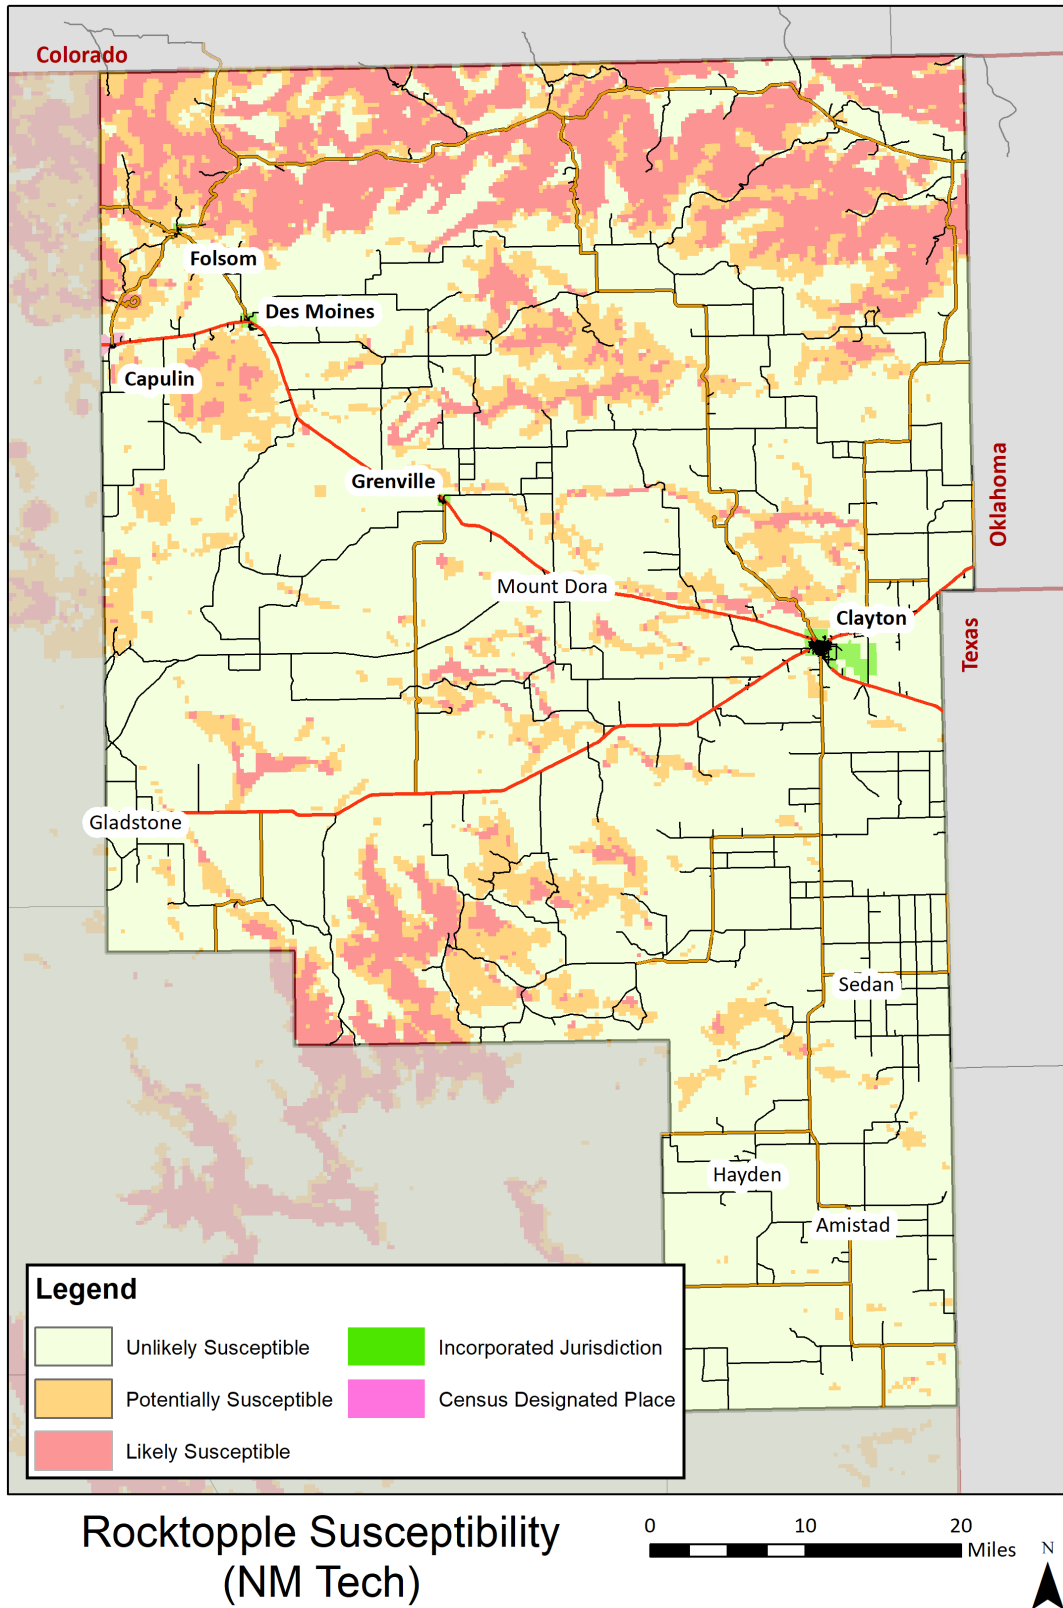 Colorado
Folsom
Des Moines
Capulin
Grenville
Oklahoma
Mount Dora
Clayton
Texas
Gladstone
Sedan
Hayden
Amistad
Legend
Unlikely Susceptible
Incorporated Jurisdiction
Potentially Susceptible
Census Designated Place
Likely Susceptible
Rocktopple Susceptibility
(NM Tech)
0 10 20
Miles
N